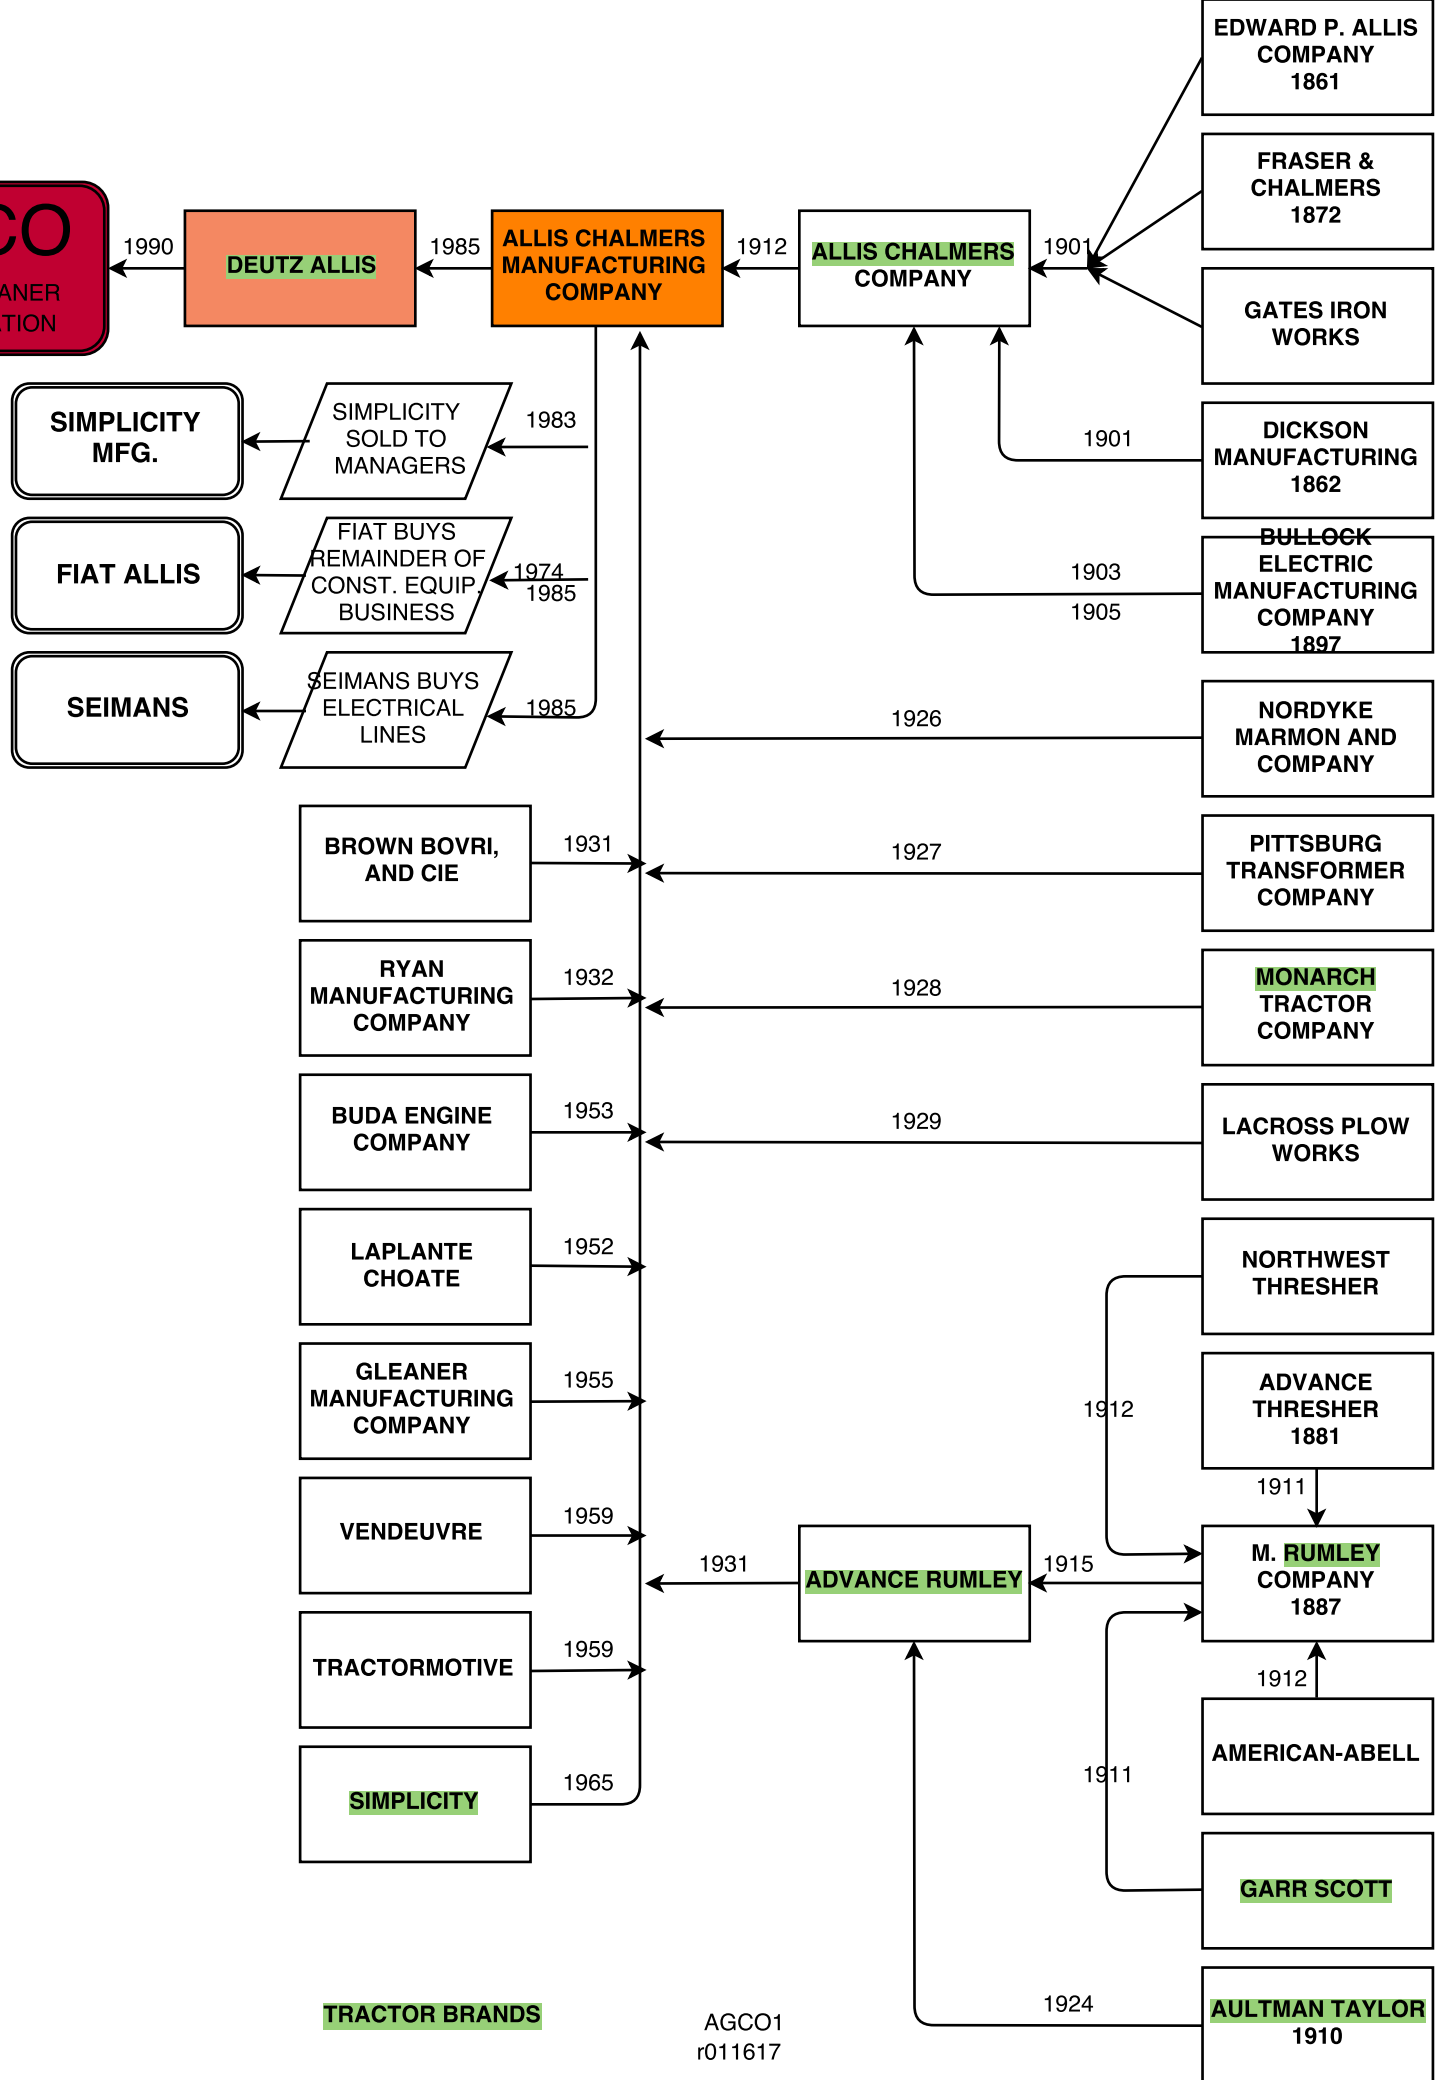 EDWARD P. ALLIS
COMPANY
1861
FRASER &
CHALMERS
1872
GATES IRON
WORKS
DICKSON
MANUFACTURING
1862
BULLOCK
ELECTRIC
MANUFACTURING
COMPANY
1897
1901
1901
1903
1905
ALLIS CHALMERS
COMPANY
1912
ALLIS CHALMERS
MANUFACTURING
COMPANY
1985
DEUTZ ALLIS
1990
CO
ANER
ATION
SIMPLICITY
MFG.
SIMPLICITY
SOLD TO
MANAGERS
1983
FIAT ALLIS
FIAT BUYS
REMAINDER OF
CONST. EQUIP.
BUSINESS
1974
1985
SEIMANS
SEIMANS BUYS
ELECTRICAL
LINES
1985
1926
NORDYKE
MARMON AND
COMPANY
BROWN BOVRI,
AND CIE
1931
1927
PITTSBURG
TRANSFORMER
COMPANY
RYAN
MANUFACTURING
COMPANY
1932
1928
MONARCH
TRACTOR
COMPANY
BUDA ENGINE
COMPANY
1953
1929
LACROSS PLOW
WORKS
LAPLANTE
CHOATE
1952
NORTHWEST
THRESHER
GLEANER
MANUFACTURING
COMPANY
1955
1912
ADVANCE
THRESHER
1881
1911
VENDEUVRE
1959
1931
ADVANCE RUMLEY
1915
M. RUMLEY
COMPANY
1887
TRACTORMOTIVE
1959
1912
AMERICAN-ABELL
SIMPLICITY
1965
1911
GARR SCOTT
1924
AULTMAN TAYLOR
1910
TRACTOR BRANDS
AGCO1
r011617